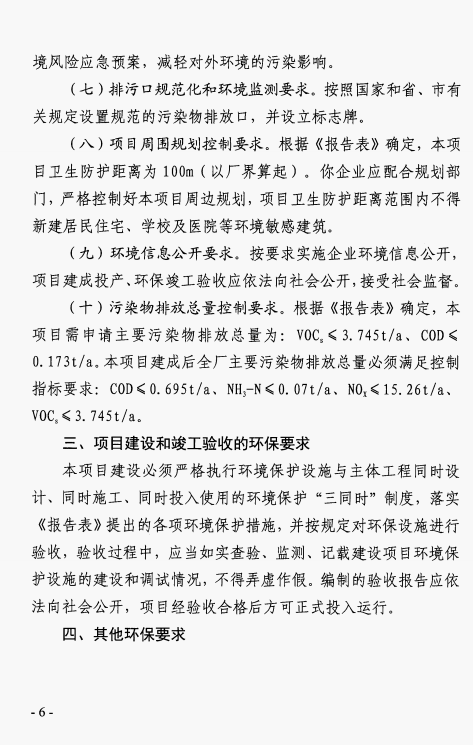 境风险应急预案，减轻对外环境的污染影响。
（七）排污口规范化和环境监测要求。按照国家和省、市有
关规定设置规范的污染物排放口，并设立标志牌。
（八）项目周围规划控制要求。根据《报告表》确定，本项
目卫生防护距离为 100m（以厂界算起）。你企业应配合规划部
门，严格控制好本项目周边规划，项目卫生防护距离范围内不得
新建居民住宅、学校及医院等环境敏感建筑。
（九）环境信息公开要求。按要求实施企业环境信息公开，
项目建成投产、环保竣工验收应依法向社会公开，接受社会监督。
（十）污染物排放总量控制要求。根据《报告表》确定，本
项目需申请主要污染物排放总量为：VOCs≤3.745t/a、COD≤
0.173t/a。本项目建成后全厂主要污染物排放总量必须满足控制
指标要求：COD≤0.695t/a、NH₃-N≤0.07t/a、NOx≤15.26t/a、
VOCs≤3.745t/a。
三、项目建设和竣工验收的环保要求
本项目建设必须严格执行环境保护设施与主体工程同时设
计、同时施工、同时投入使用的环境保护“三同时”制度，落实
《报告表》提出的各项环境保护措施，并按规定对环保设施进行
验收，验收过程中，应当如实查验、监测、记载建设项目环境保
护设施的建设和调试情况，不得弄虚作假。编制的验收报告应依
法向社会公开，项目经验收合格后方可正式投入运行。
四、其他环保要求
- 6 -